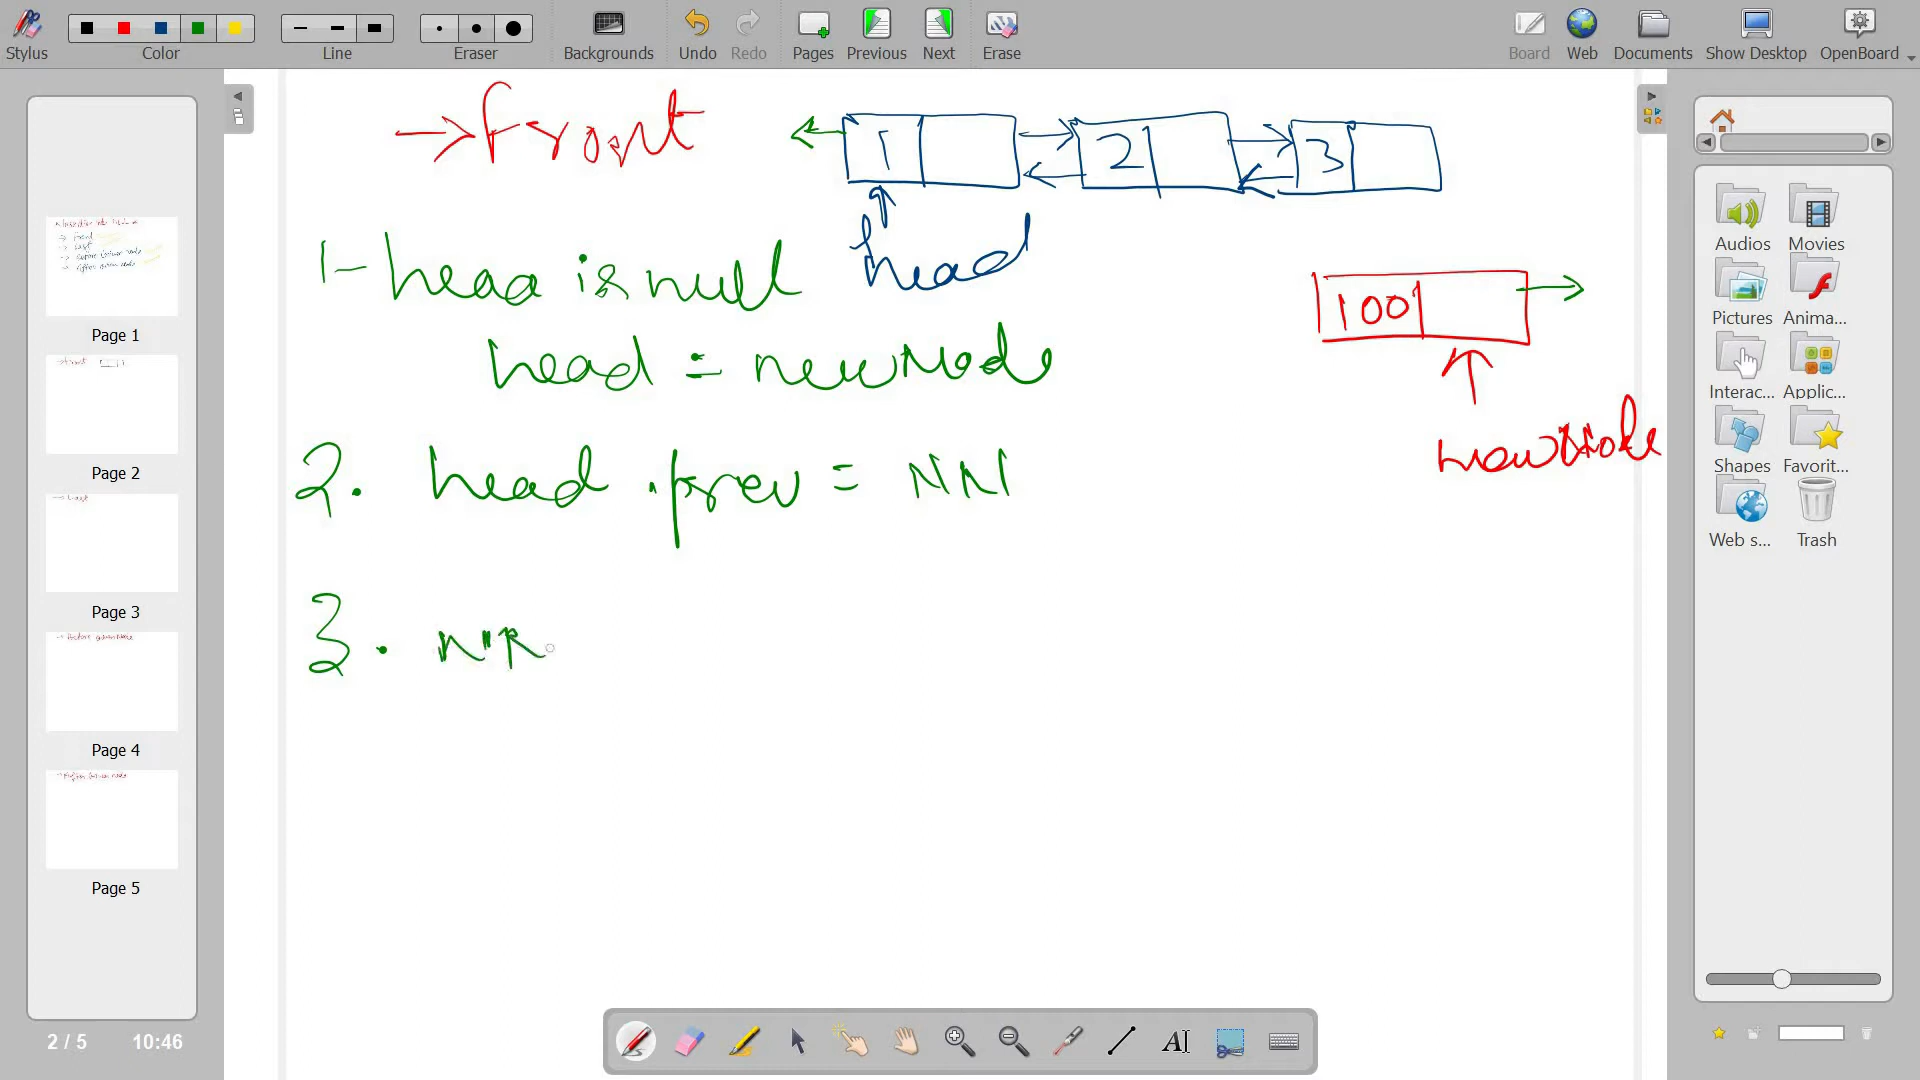 Stylus
Color
Line
Eraser
Backgrounds
Undo
Redo
Pages
Previous
Next
Erase
Board
Web
Documents
Show Desktop
OpenBoard
→ Front
1
2
3
head
1- head is null
head = newNode
100
newNode
2. head .prev = NN
3. NN
Page 1
Page 2
Page 3
Page 4
Page 5
2 / 5
10:46
Audios
Movies
Pictures
Anima...
Interac...
Applic...
Shapes
Favorit...
Web s...
Trash